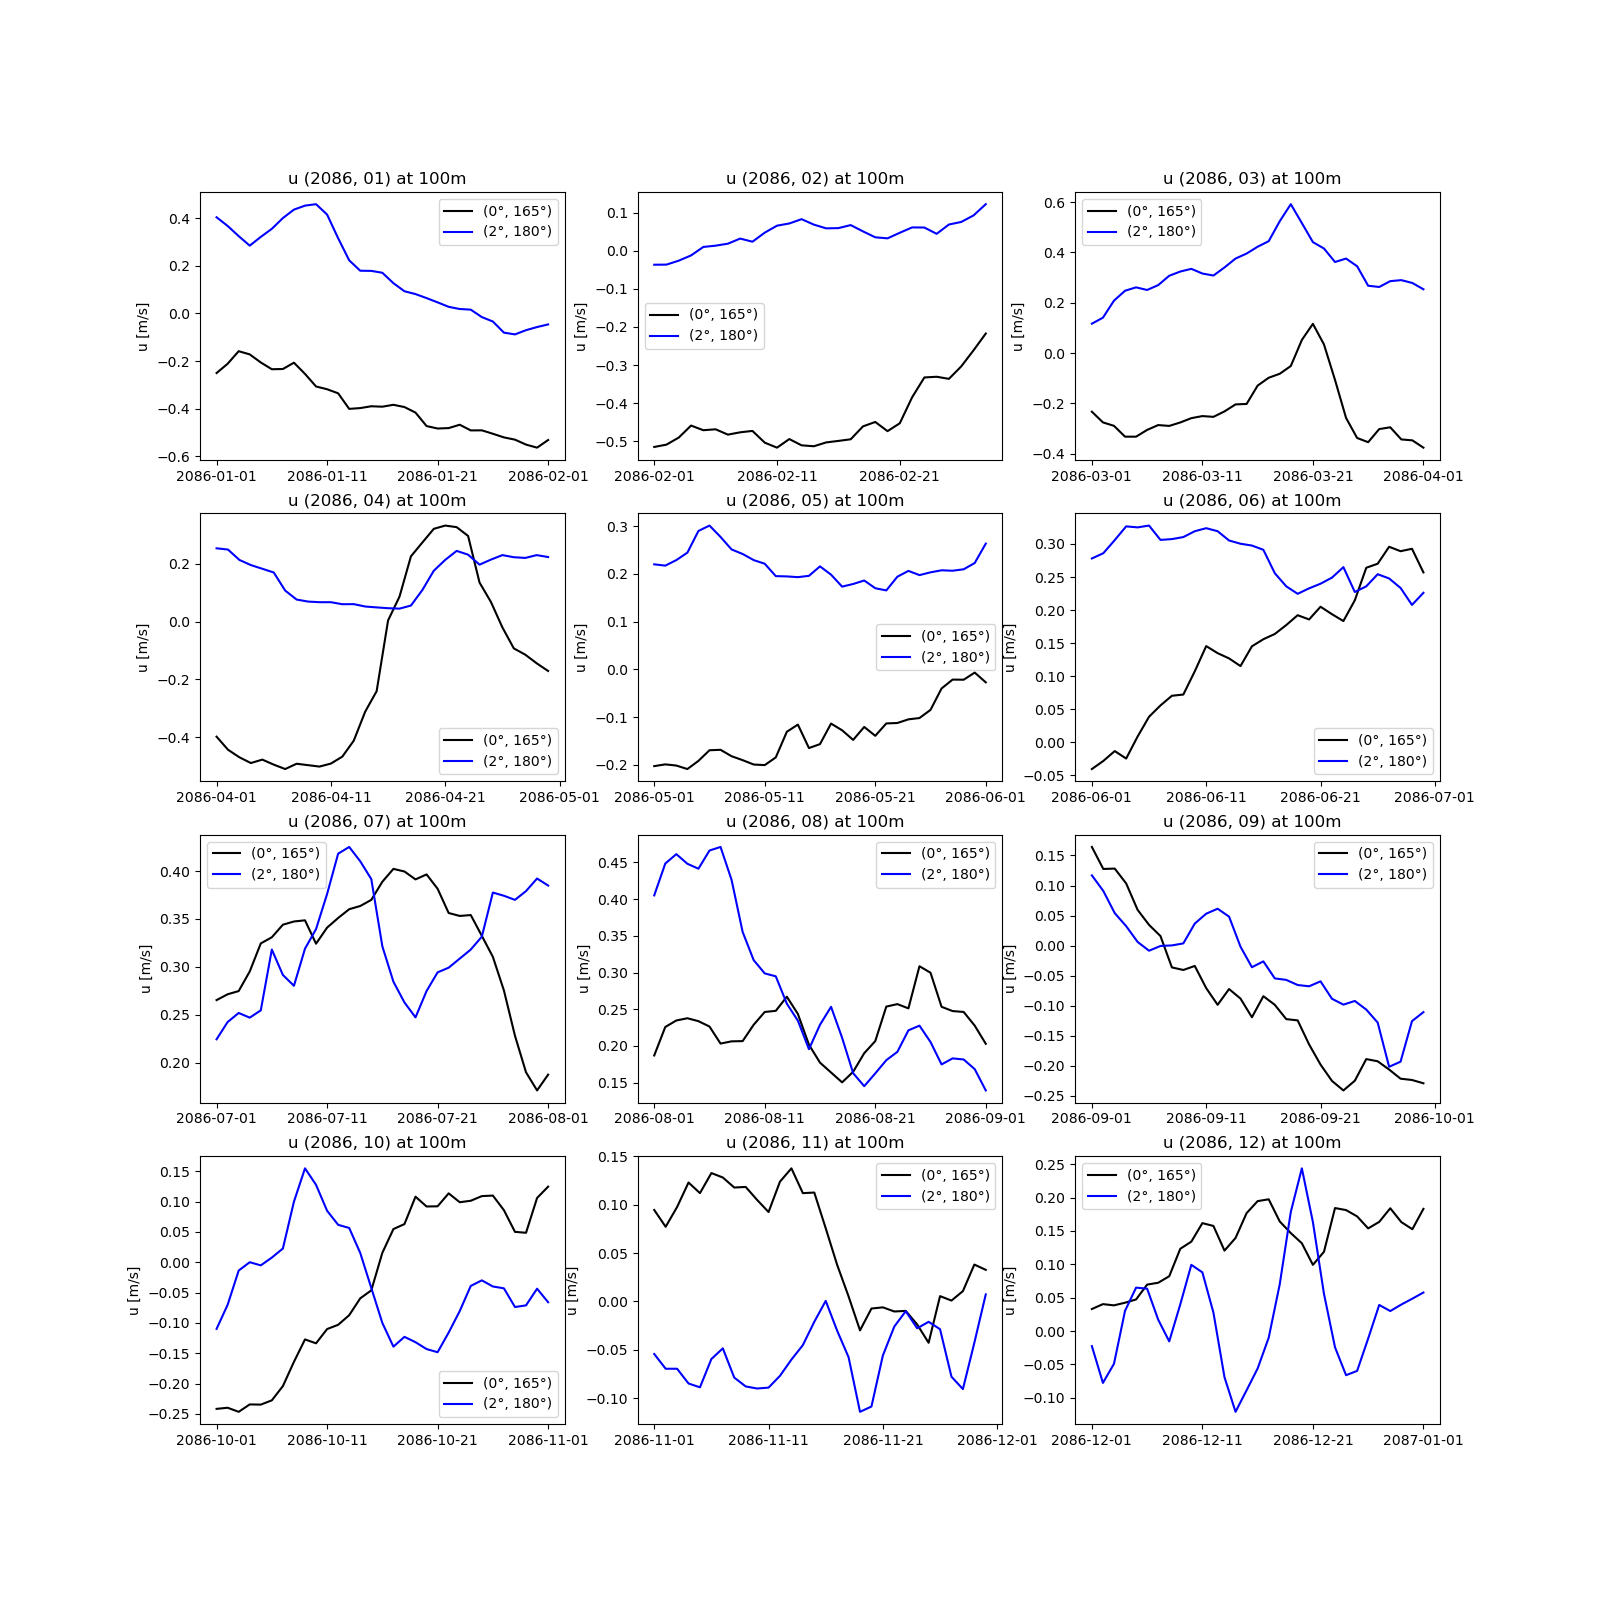 u (2086, 01) at 100m
u [m/s]
0.4
0.2
0.0
−0.2
−0.4
−0.6
(0°, 165°)
(2°, 180°)
2086-01-01 2086-01-11 2086-01-21 2086-02-01
u (2086, 02) at 100m
u [m/s]
0.1
0.0
−0.1
−0.2
−0.3
−0.4
−0.5
(0°, 165°)
(2°, 180°)
2086-02-01 2086-02-11 2086-02-21
u (2086, 03) at 100m
u [m/s]
0.6
0.4
0.2
0.0
−0.2
−0.4
(0°, 165°)
(2°, 180°)
2086-03-01 2086-03-11 2086-03-21 2086-04-01
u (2086, 04) at 100m
u [m/s]
0.2
0.0
−0.2
−0.4
(0°, 165°)
(2°, 180°)
2086-04-01 2086-04-11 2086-04-21 2086-05-01
u (2086, 05) at 100m
u [m/s]
0.3
0.2
0.1
0.0
−0.1
−0.2
(0°, 165°)
(2°, 180°)
2086-05-01 2086-05-11 2086-05-21 2086-06-01
u (2086, 06) at 100m
u [m/s]
0.30
0.25
0.20
0.15
0.10
0.05
0.00
−0.05
(0°, 165°)
(2°, 180°)
2086-06-01 2086-06-11 2086-06-21 2086-07-01
u (2086, 07) at 100m
u [m/s]
0.40
0.35
0.30
0.25
0.20
(0°, 165°)
(2°, 180°)
2086-07-01 2086-07-11 2086-07-21 2086-08-01
u (2086, 08) at 100m
u [m/s]
0.45
0.40
0.35
0.30
0.25
0.20
0.15
(0°, 165°)
(2°, 180°)
2086-08-01 2086-08-11 2086-08-21 2086-09-01
u (2086, 09) at 100m
u [m/s]
0.15
0.10
0.05
0.00
−0.05
−0.10
−0.15
−0.20
−0.25
(0°, 165°)
(2°, 180°)
2086-09-01 2086-09-11 2086-09-21 2086-10-01
u (2086, 10) at 100m
u [m/s]
0.15
0.10
0.05
0.00
−0.05
−0.10
−0.15
−0.20
−0.25
(0°, 165°)
(2°, 180°)
2086-10-01 2086-10-11 2086-10-21 2086-11-01
u (2086, 11) at 100m
u [m/s]
0.15
0.10
0.05
0.00
−0.05
−0.10
(0°, 165°)
(2°, 180°)
2086-11-01 2086-11-11 2086-11-21 2086-12-01
u (2086, 12) at 100m
u [m/s]
0.25
0.20
0.15
0.10
0.05
0.00
−0.05
−0.10
(0°, 165°)
(2°, 180°)
2086-12-01 2086-12-11 2086-12-21 2087-01-01